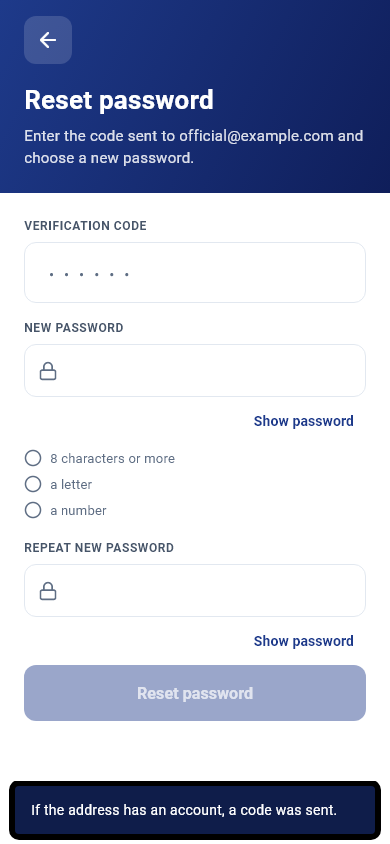 Reset password
Enter the code sent to official@example.com and
choose a new password.
VERIFICATION CODE
• • • • • •
NEW PASSWORD
Show password
8 characters or more
a letter
a number
REPEAT NEW PASSWORD
Show password
Reset password
If the address has an account, a code was sent.